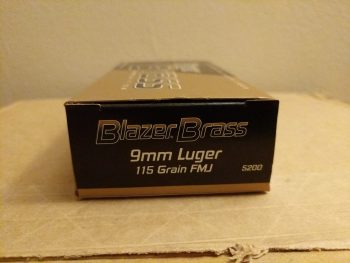 Blazer Brass
9mm Luger
115 Grain FMJ
5200